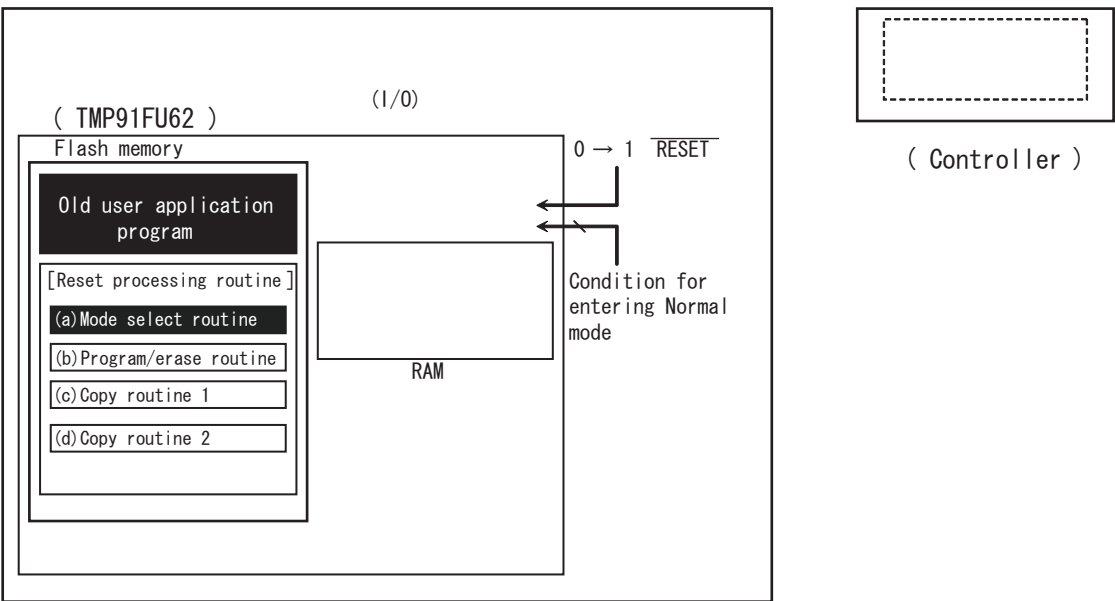 (I/O)
( TMP91FU62 )
Flash memory
0 → 1 RESET
( Controller )
Old user application
program
[Reset processing routine]
(a)Mode select routine
(b)Program/erase routine
(c)Copy routine 1
(d)Copy routine 2
RAM
Condition for
entering Normal
mode